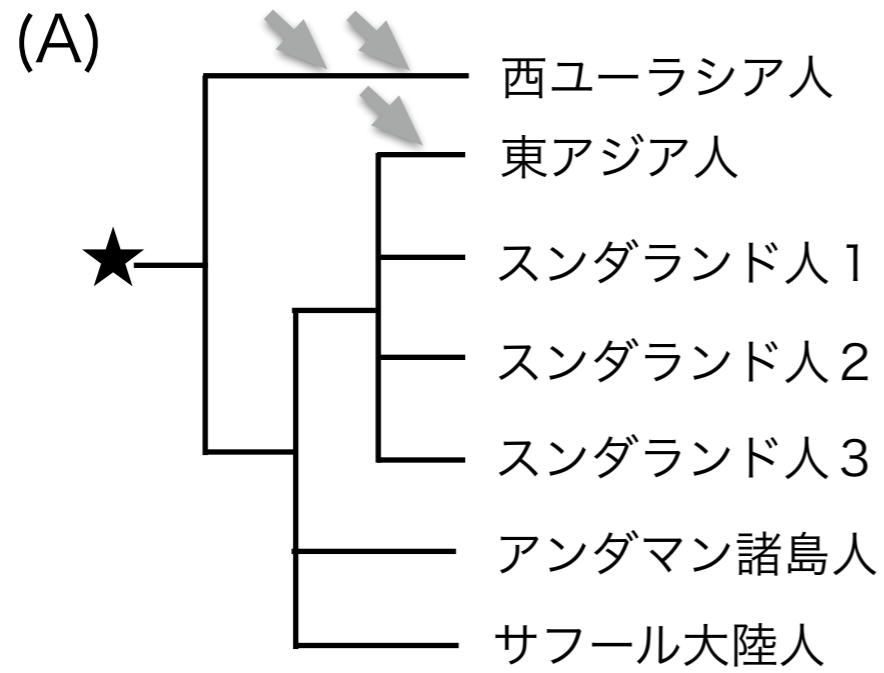 (A)
西ユーラシア人
東アジア人
スンダランド人1
スンダランド人2
スンダランド人3
アンダマン諸島人
サフール大陸人